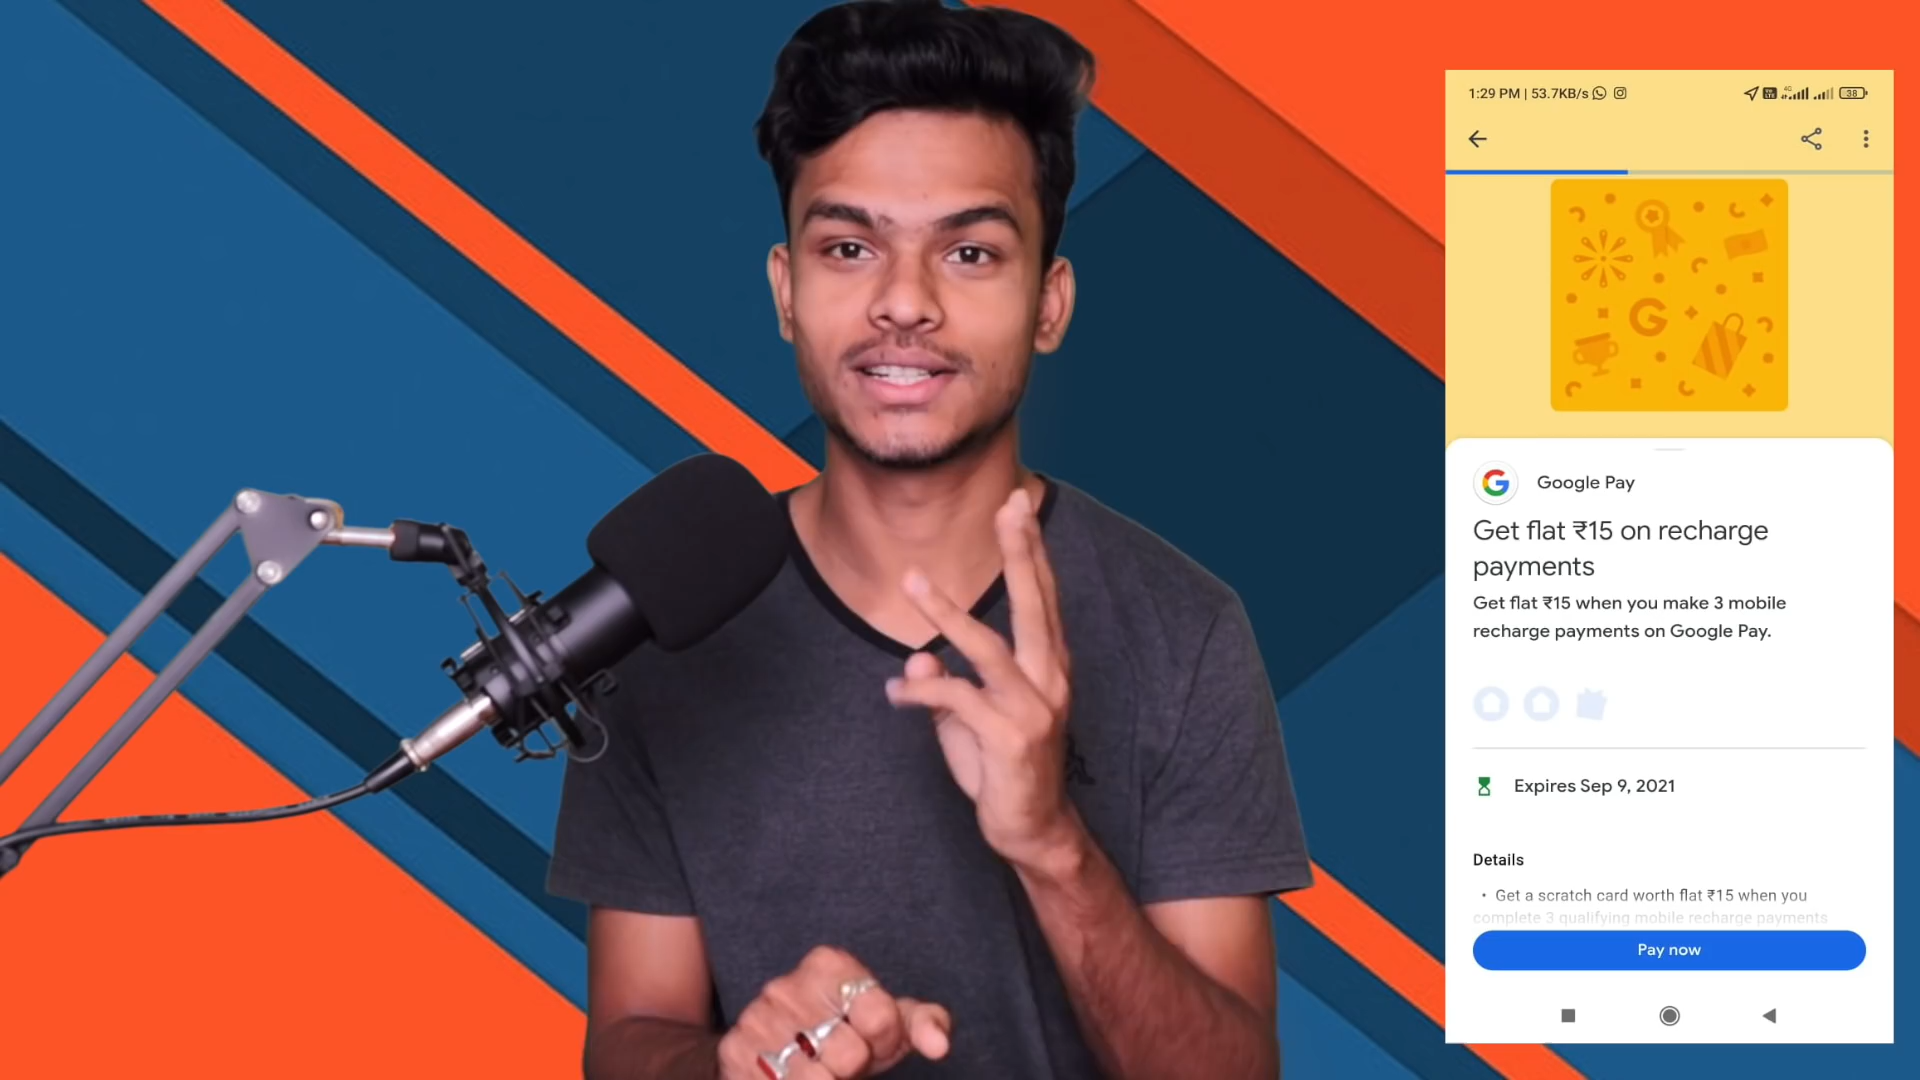 1:29 PM | 53.7KB/s
38
Google Pay
Get flat ₹15 on recharge
payments
Get flat ₹15 when you make 3 mobile
recharge payments on Google Pay.
Expires Sep 9, 2021
Details
• Get a scratch card worth flat ₹15 when you
complete 3 qualifying mobile recharge payments
Pay now